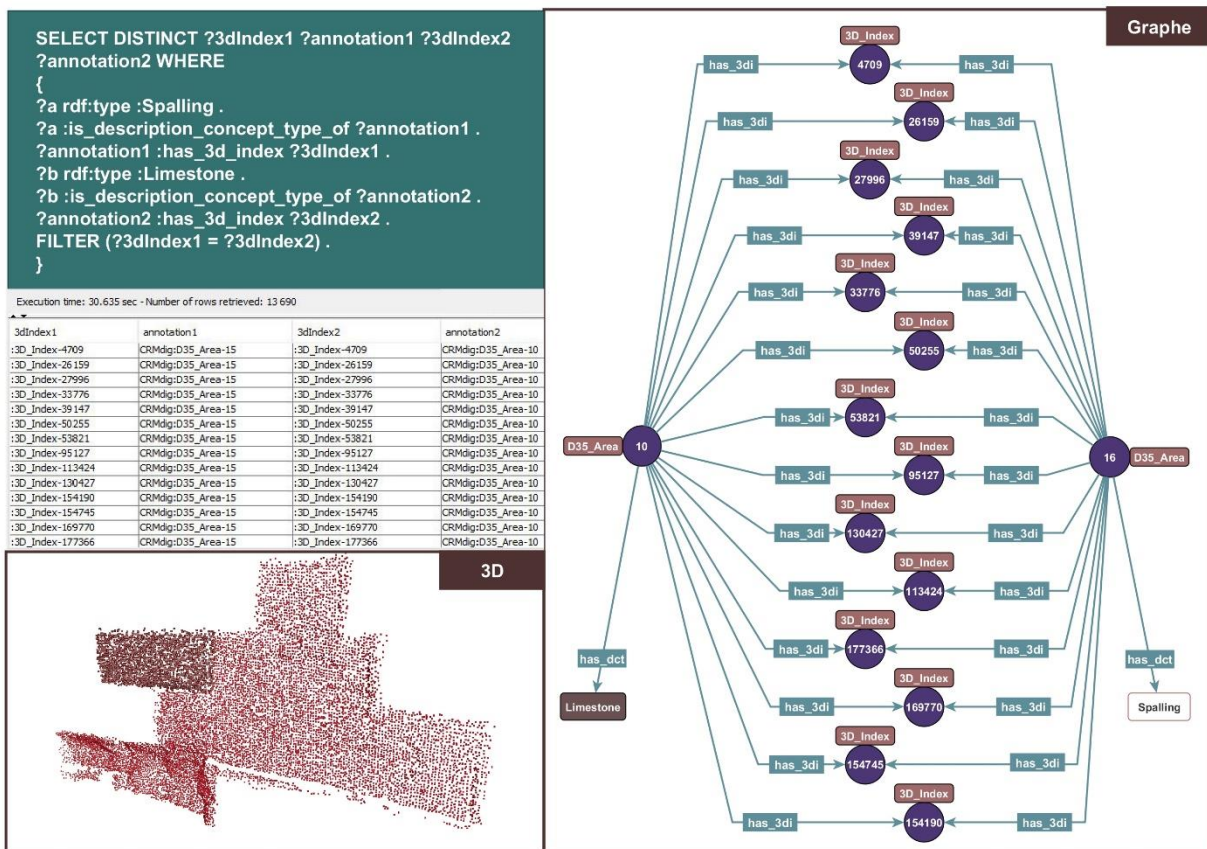 SELECT DISTINCT ?3dIndex1 ?annotation1 ?3dIndex2
?annotation2 WHERE
{
?a rdf:type :Spalling .
?a :is_description_concept_type_of ?annotation1 .
?annotation1 :has_3d_index ?3dIndex1 .
?b rdf:type :Limestone .
?b :is_description_concept_type_of ?annotation2 .
?annotation2 :has_3d_index ?3dIndex2 .
FILTER (?3dIndex1 = ?3dIndex2) .
}
Execution time: 30.635 sec - Number of rows retrieved: 13 690
3dIndex1 annotation1 3dIndex2 annotation2
:3D_Index-4709 CRMdig:D35_Area-15 :3D_Index-4709 CRMdig:D35_Area-10
:3D_Index-26159 CRMdig:D35_Area-15 :3D_Index-26159 CRMdig:D35_Area-10
:3D_Index-27996 CRMdig:D35_Area-15 :3D_Index-27996 CRMdig:D35_Area-10
:3D_Index-33776 CRMdig:D35_Area-15 :3D_Index-33776 CRMdig:D35_Area-10
:3D_Index-39147 CRMdig:D35_Area-15 :3D_Index-39147 CRMdig:D35_Area-10
:3D_Index-50255 CRMdig:D35_Area-15 :3D_Index-50255 CRMdig:D35_Area-10
:3D_Index-53821 CRMdig:D35_Area-15 :3D_Index-53821 CRMdig:D35_Area-10
:3D_Index-95127 CRMdig:D35_Area-15 :3D_Index-95127 CRMdig:D35_Area-10
:3D_Index-113424 CRMdig:D35_Area-15 :3D_Index-113424 CRMdig:D35_Area-10
:3D_Index-130427 CRMdig:D35_Area-15 :3D_Index-130427 CRMdig:D35_Area-10
:3D_Index-154190 CRMdig:D35_Area-15 :3D_Index-154190 CRMdig:D35_Area-10
:3D_Index-154745 CRMdig:D35_Area-15 :3D_Index-154745 CRMdig:D35_Area-10
:3D_Index-169770 CRMdig:D35_Area-15 :3D_Index-169770 CRMdig:D35_Area-10
:3D_Index-177366 CRMdig:D35_Area-15 :3D_Index-177366 CRMdig:D35_Area-10
3D
Graphe
3D_Index
has_3di 4709 has_3di
3D_Index
has_3di 26159 has_3di
3D_Index
has_3di 27996 has_3di
3D_Index
has_3di 39147 has_3di
3D_Index
has_3di 33776 has_3di
3D_Index
has_3di 50255 has_3di
3D_Index
has_3di 53821 has_3di
D35_Area 10
16 D35_Area
3D_Index
has_3di 95127 has_3di
3D_Index
has_3di 130427 has_3di
3D_Index
has_3di 113424 has_3di
3D_Index
has_3di 177366 has_3di
has_dct
has_dct
3D_Index
Limestone
has_3di 169770 has_3di
Spalling
3D_Index
has_3di 154745 has_3di
3D_Index
has_3di 154190 has_3di